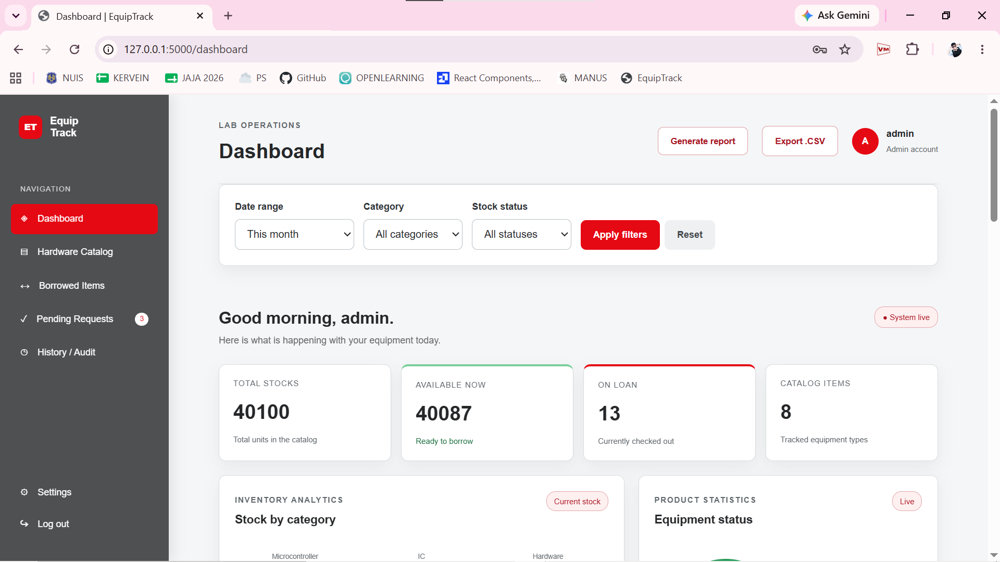 Dashboard | EquipTrack
Ask Gemini
127.0.0.1:5000/dashboard
VM
NUIS
KERVEIN
JAJA 2026
PS
GitHub
OPENLEARNING
React Components,...
MANUS
EquipTrack
ET
Equip
Track
NAVIGATION
Dashboard
Hardware Catalog
Borrowed Items
Pending Requests
3
History / Audit
Settings
Log out
LAB OPERATIONS
Dashboard
Generate report
Export .CSV
A
admin
Admin account
Date range
Category
Stock status
This month
All categories
All statuses
Apply filters
Reset
Good morning, admin.
Here is what is happening with your equipment today.
System live
TOTAL STOCKS
40100
Total units in the catalog
AVAILABLE NOW
40087
Ready to borrow
ON LOAN
13
Currently checked out
CATALOG ITEMS
8
Tracked equipment types
INVENTORY ANALYTICS
Stock by category
Current stock
Microcontroller
IC
Hardware
PRODUCT STATISTICS
Equipment status
Live